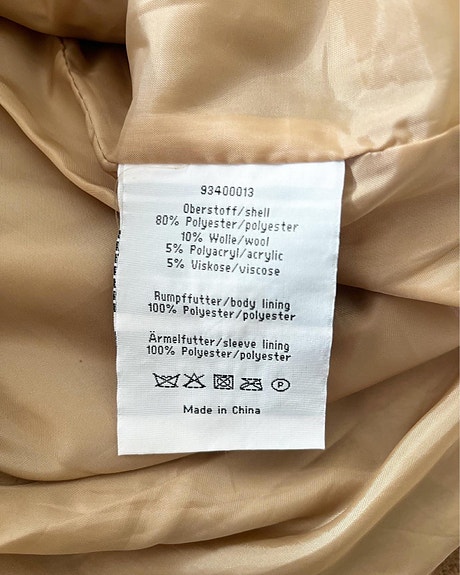 93400013
Oberstoff/shell
80% Polyester/polyester
10% Wolle/wool
5% Polyacryl/acrylic
5% Viskose/viscose
Rumpffutter/body lining
100% Polyester/polyester
Ärmelfutter/sleeve lining
100% Polyester/polyester
P
Made in China